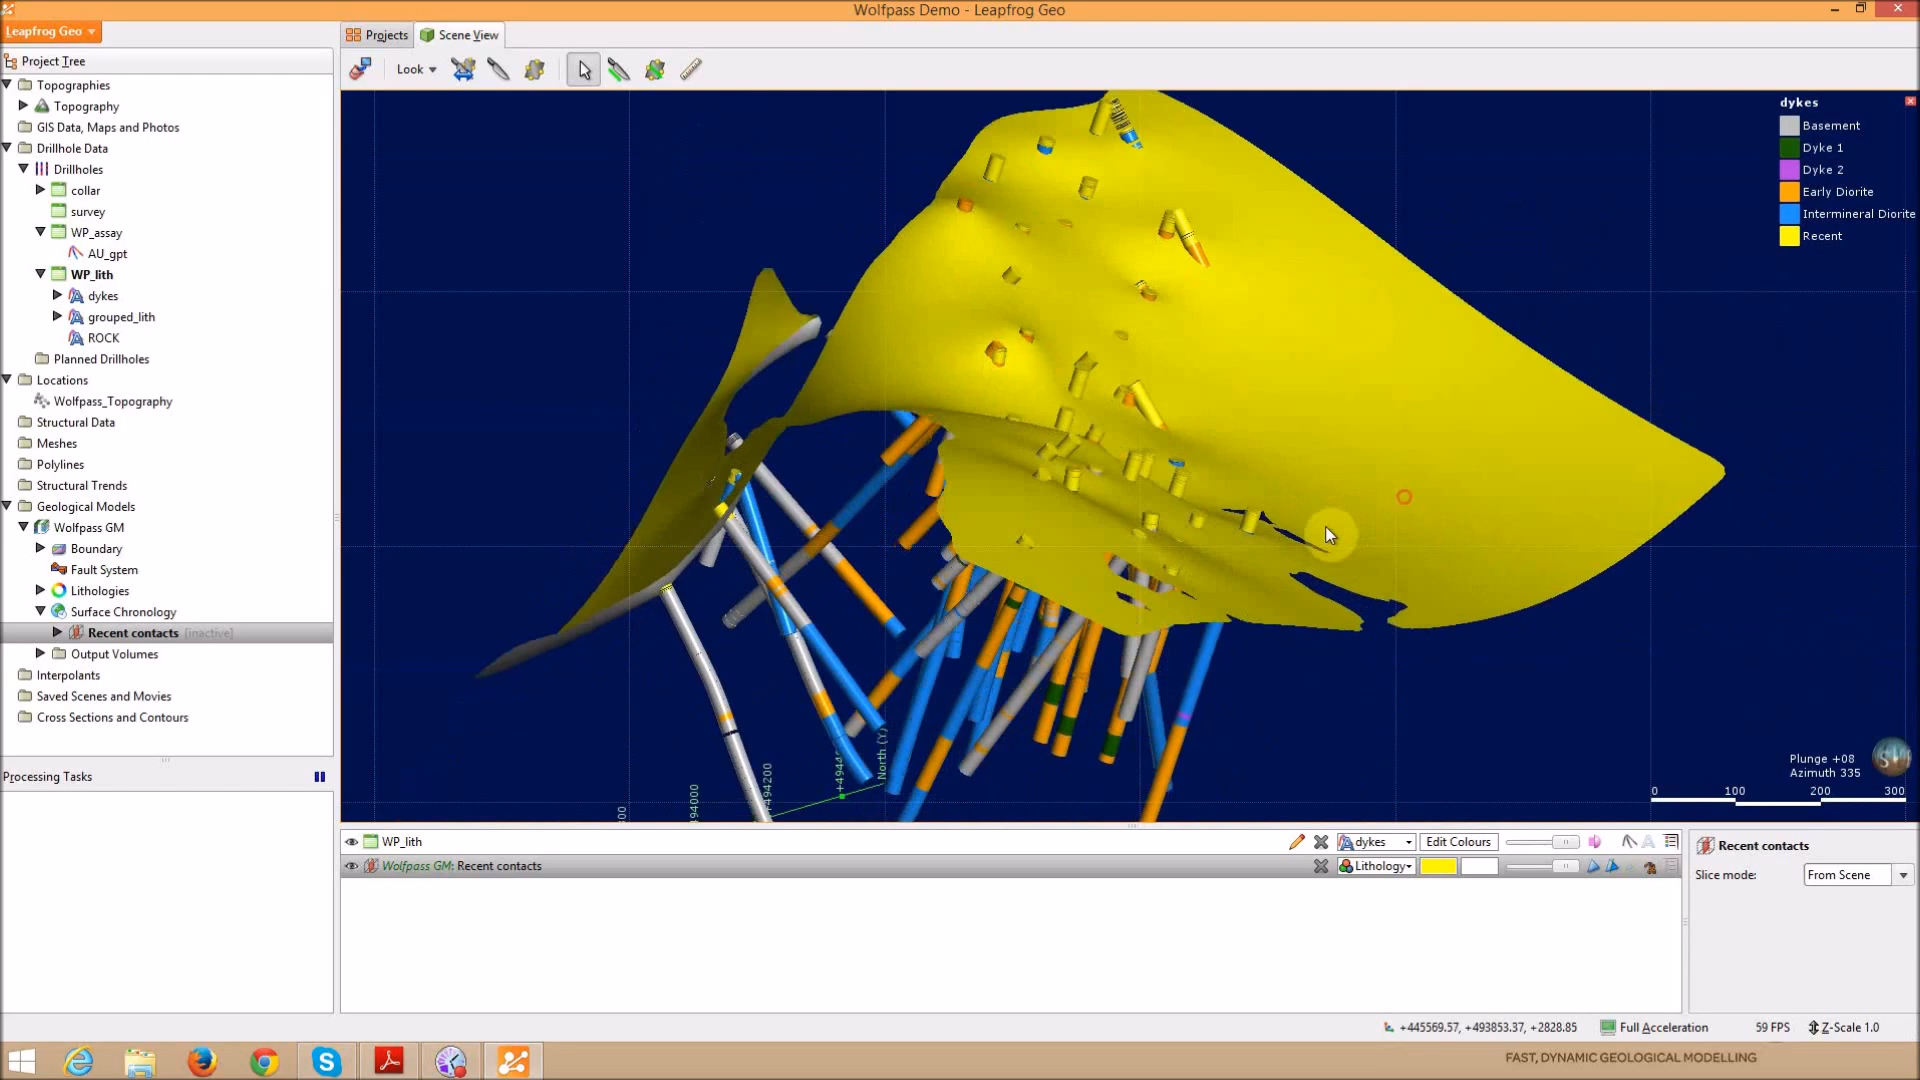 Wolfpass Demo - Leapfrog Geo
Leapfrog Geo
Projects
Scene View
Project Tree
Look
Topographies
Topography
GIS Data, Maps and Photos
Drillhole Data
Drillholes
collar
survey
WP_assay
AU_gpt
WP_lith
dykes
grouped_lith
ROCK
Planned Drillholes
Locations
Wolfpass_Topography
Structural Data
Meshes
Polylines
Structural Trends
Geological Models
Wolfpass GM
Boundary
Fault System
Lithologies
Surface Chronology
Recent contacts [inactive]
Output Volumes
Interpolants
Saved Scenes and Movies
Cross Sections and Contours
Processing Tasks
dykes
Basement
Dyke 1
Dyke 2
Early Diorite
Intermineral Diorite
Recent
Plunge +08
Azimuth 335
0 100 200 300
North (Y)
+494200
WP_lith
dykes
Edit Colours
Wolfpass GM: Recent contacts
Lithology
Recent contacts
Slice mode:
From Scene
+445569.57, +493853.37, +2828.85
Full Acceleration
59 FPS
Z-Scale 1.0
FAST, DYNAMIC GEOLOGICAL MODELLING